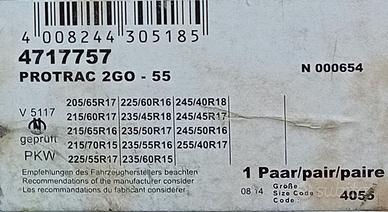 4 008244 305185
4717757
PROTRAC 2GO - 55
N 000654
V 5117
geprüft
PKW
205/65R17 225/60R16 245/40R18
215/60R17 235/45R18 245/45R17
215/65R16 245/50R16
215/70R15 235/55R16 255/40R17
225/55R17 235/60R15
Empfehlungen des Fahrzeugherstellers beachten
Recommendations of the manufacturer consider
Les recommandations du fabricant considérer
1 Paar/pair/paire
08.14
Größe
Size Code
Code :
4055